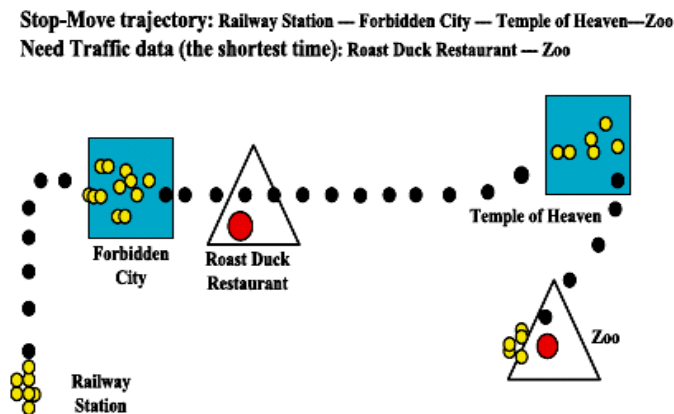 Stop-Move trajectory: Railway Station — Forbidden City — Temple of Heaven—Zoo
Need Traffic data (the shortest time): Roast Duck Restaurant — Zoo
Temple of Heaven
Forbidden
City
Roast Duck
Restaurant
Zoo
Railway
Station